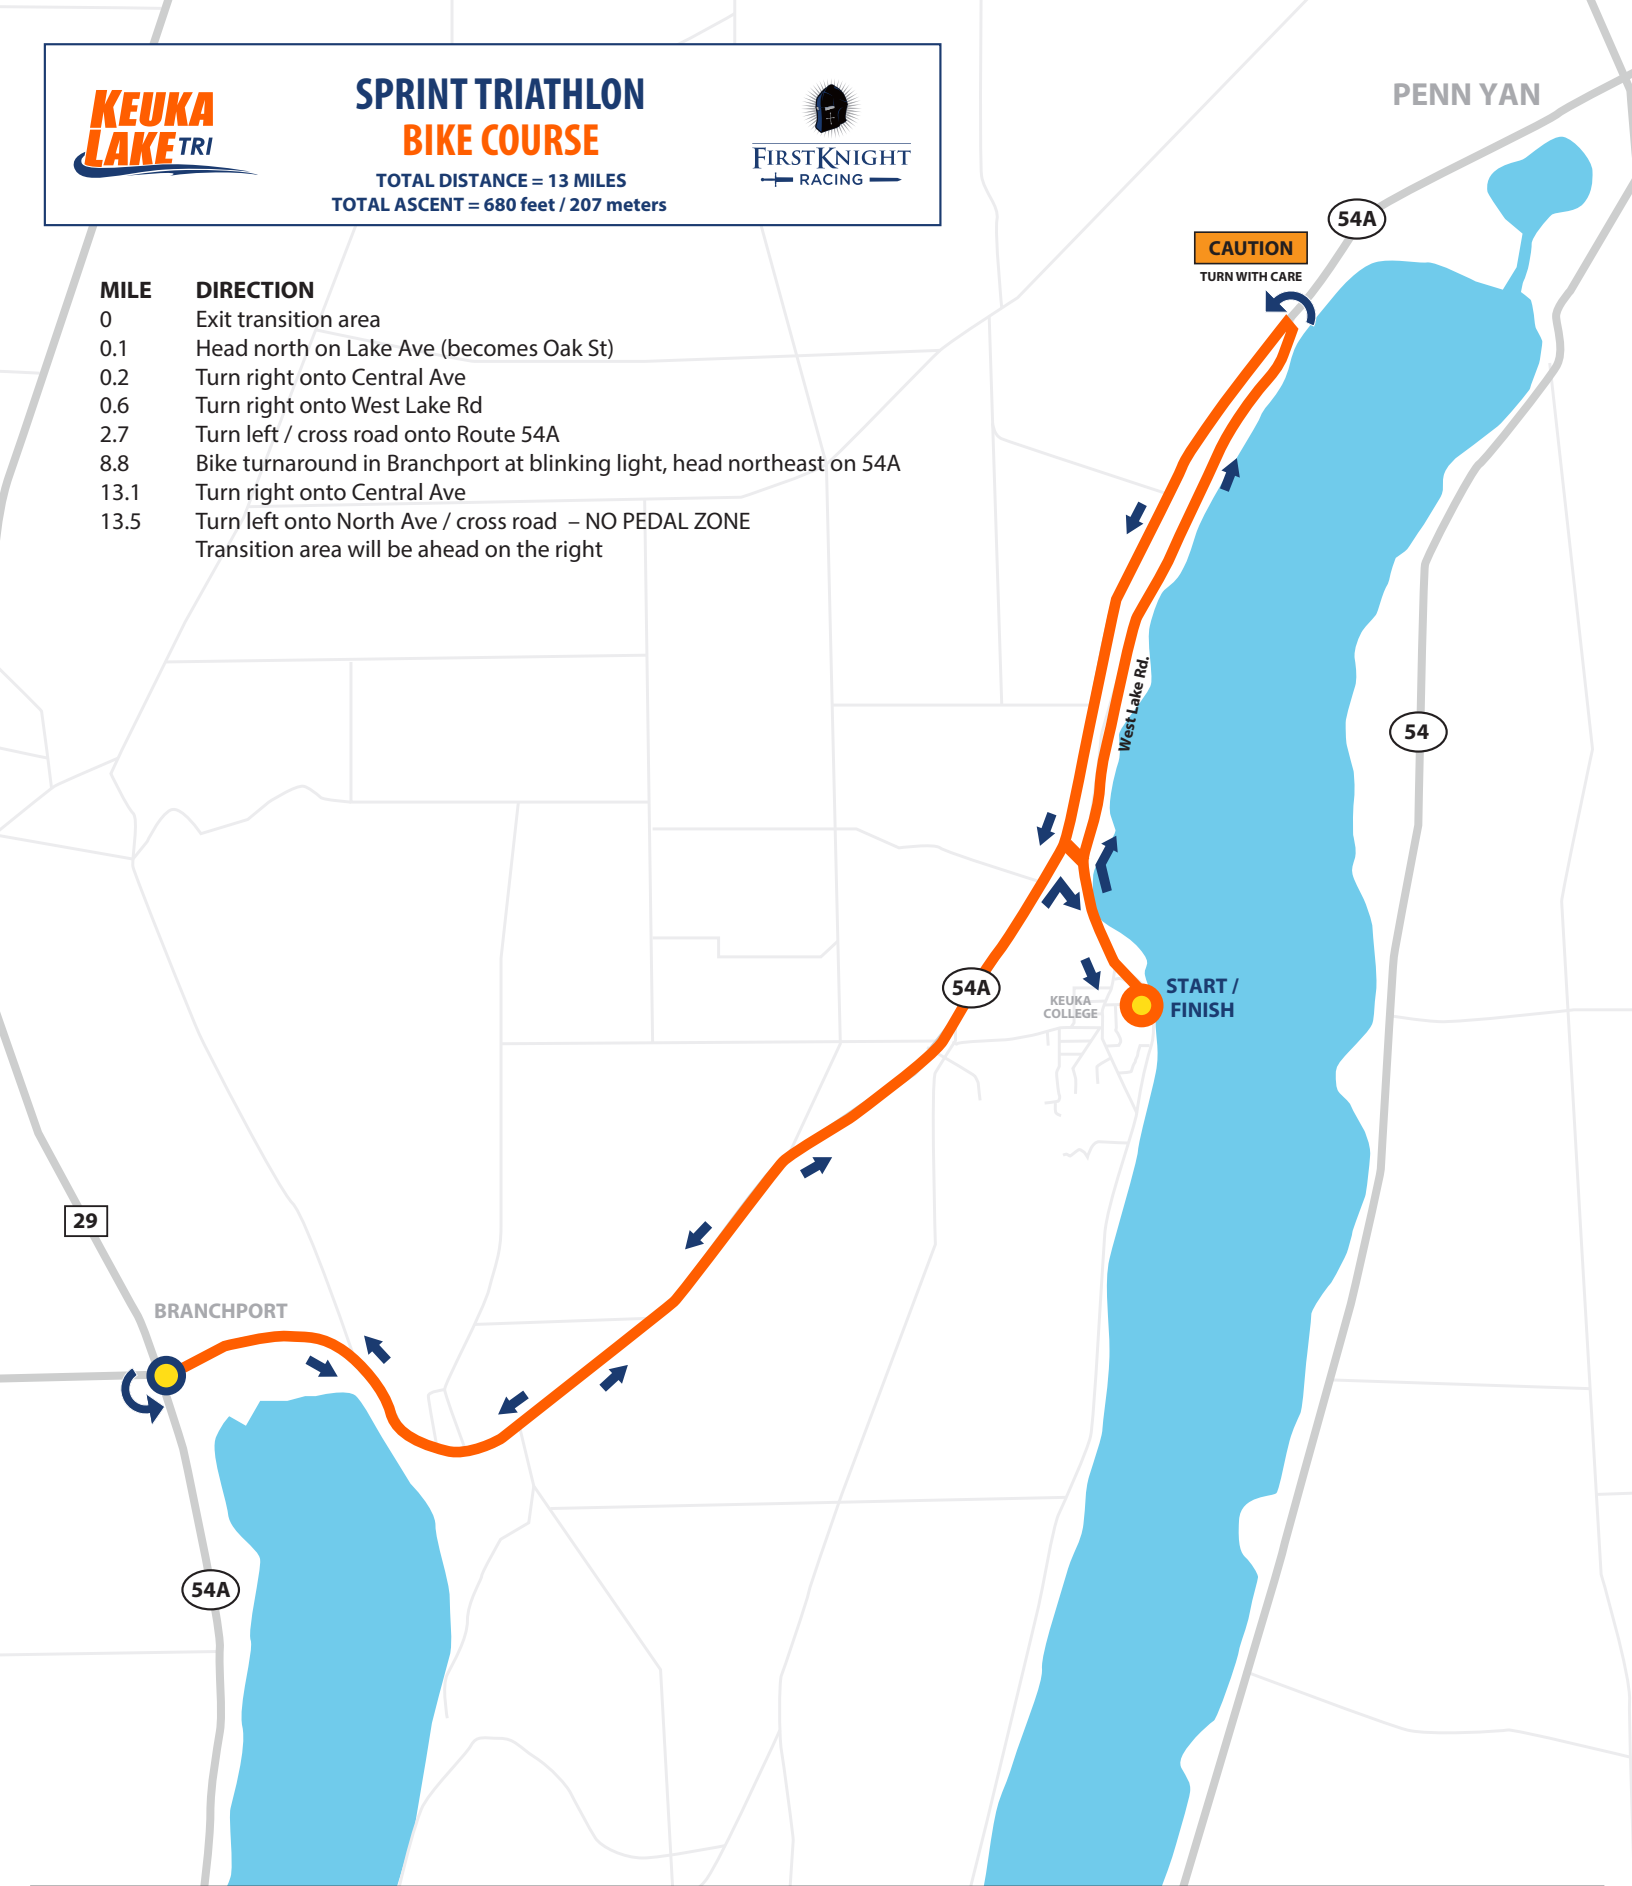 KEUKA
LAKE TRI
SPRINT TRIATHLON
BIKE COURSE
TOTAL DISTANCE = 13 MILES
TOTAL ASCENT = 680 feet / 207 meters
FIRSTKNIGHT
RACING
MILE DIRECTION
0 Exit transition area
0.1 Head north on Lake Ave (becomes Oak St)
0.2 Turn right onto Central Ave
0.6 Turn right onto West Lake Rd
2.7 Turn left / cross road onto Route 54A
8.8 Bike turnaround in Branchport at blinking light, head northeast on 54A
13.1 Turn right onto Central Ave
13.5 Turn left onto North Ave / cross road – NO PEDAL ZONE
Transition area will be ahead on the right
PENN YAN
54A
CAUTION
TURN WITH CARE
West Lake Rd.
54
54A
KEUKA
COLLEGE
START /
FINISH
29
BRANCHPORT
54A